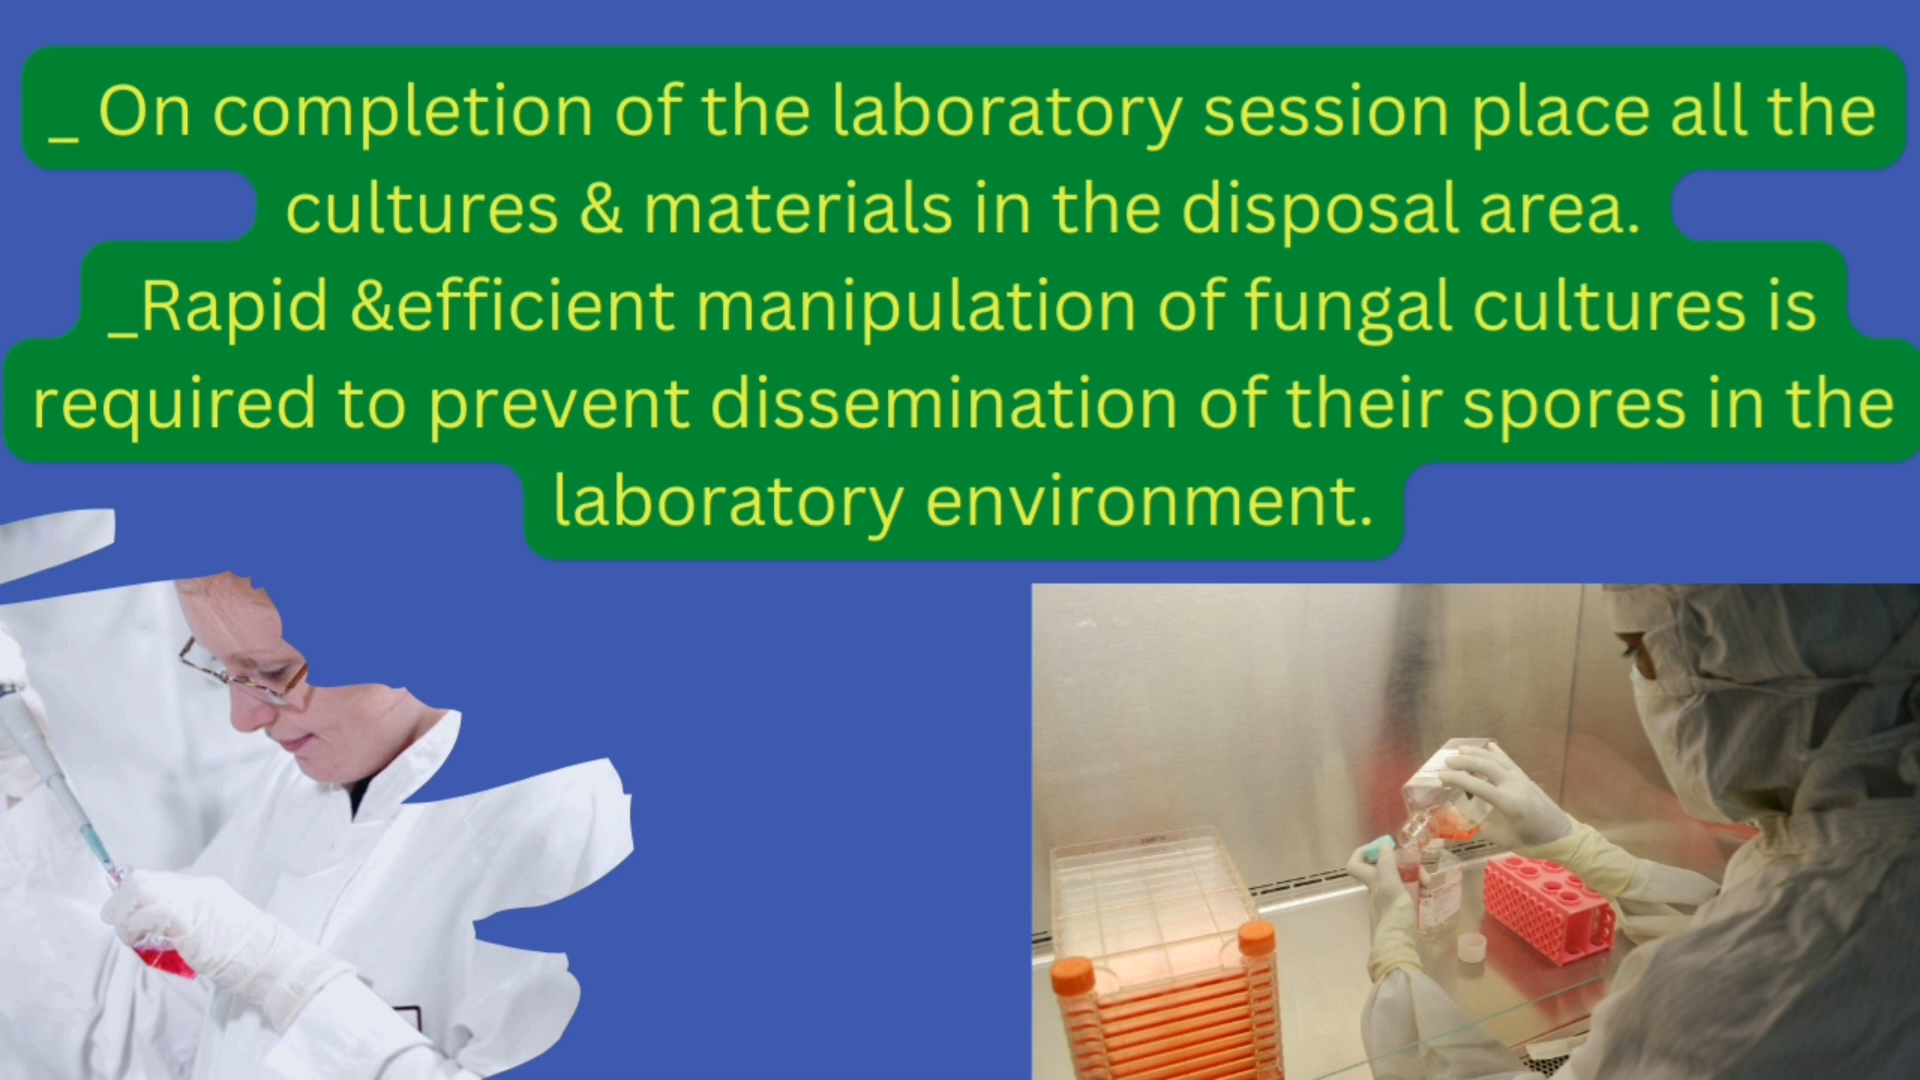 _ On completion of the laboratory session place all the
cultures & materials in the disposal area.
_Rapid &efficient manipulation of fungal cultures is
required to prevent dissemination of their spores in the
laboratory environment.